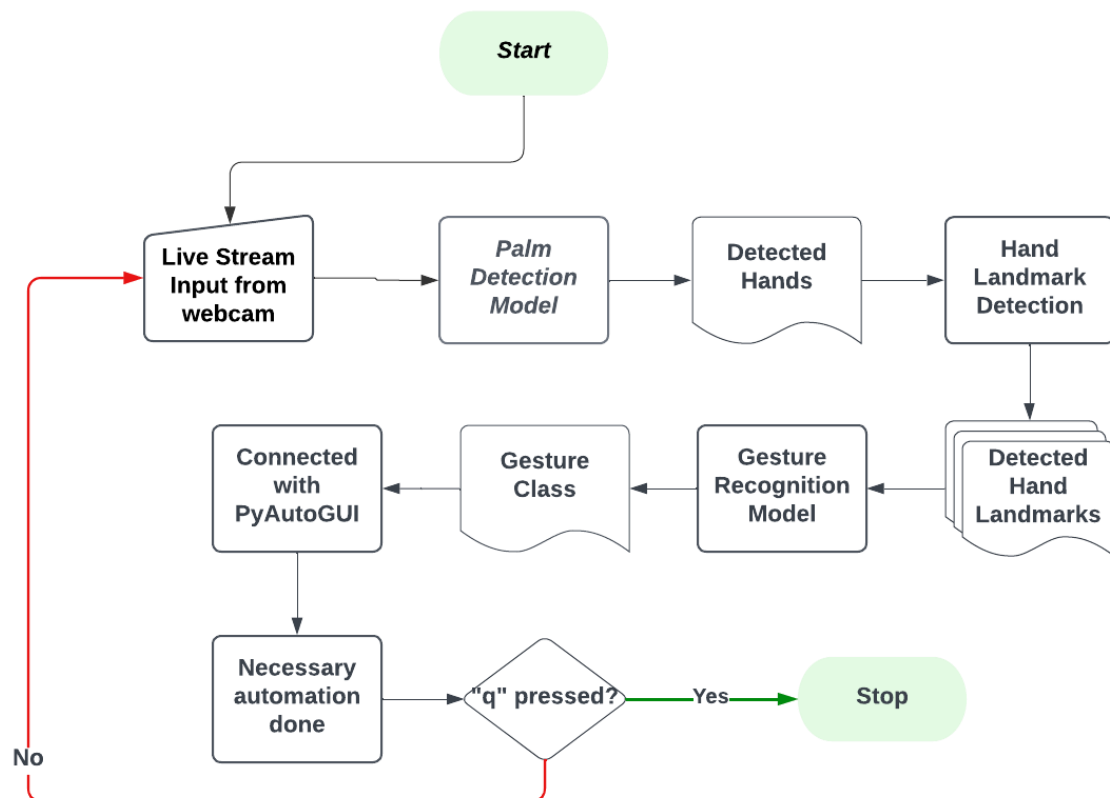 Start
Live Stream
Input from
webcam
Palm
Detection
Model
Detected
Hands
Hand
Landmark
Detection
Connected
with
PyAutoGUI
Gesture
Class
Gesture
Recognition
Model
Detected
Hand
Landmarks
Necessary
automation
done
"q" pressed?
Yes
Stop
No